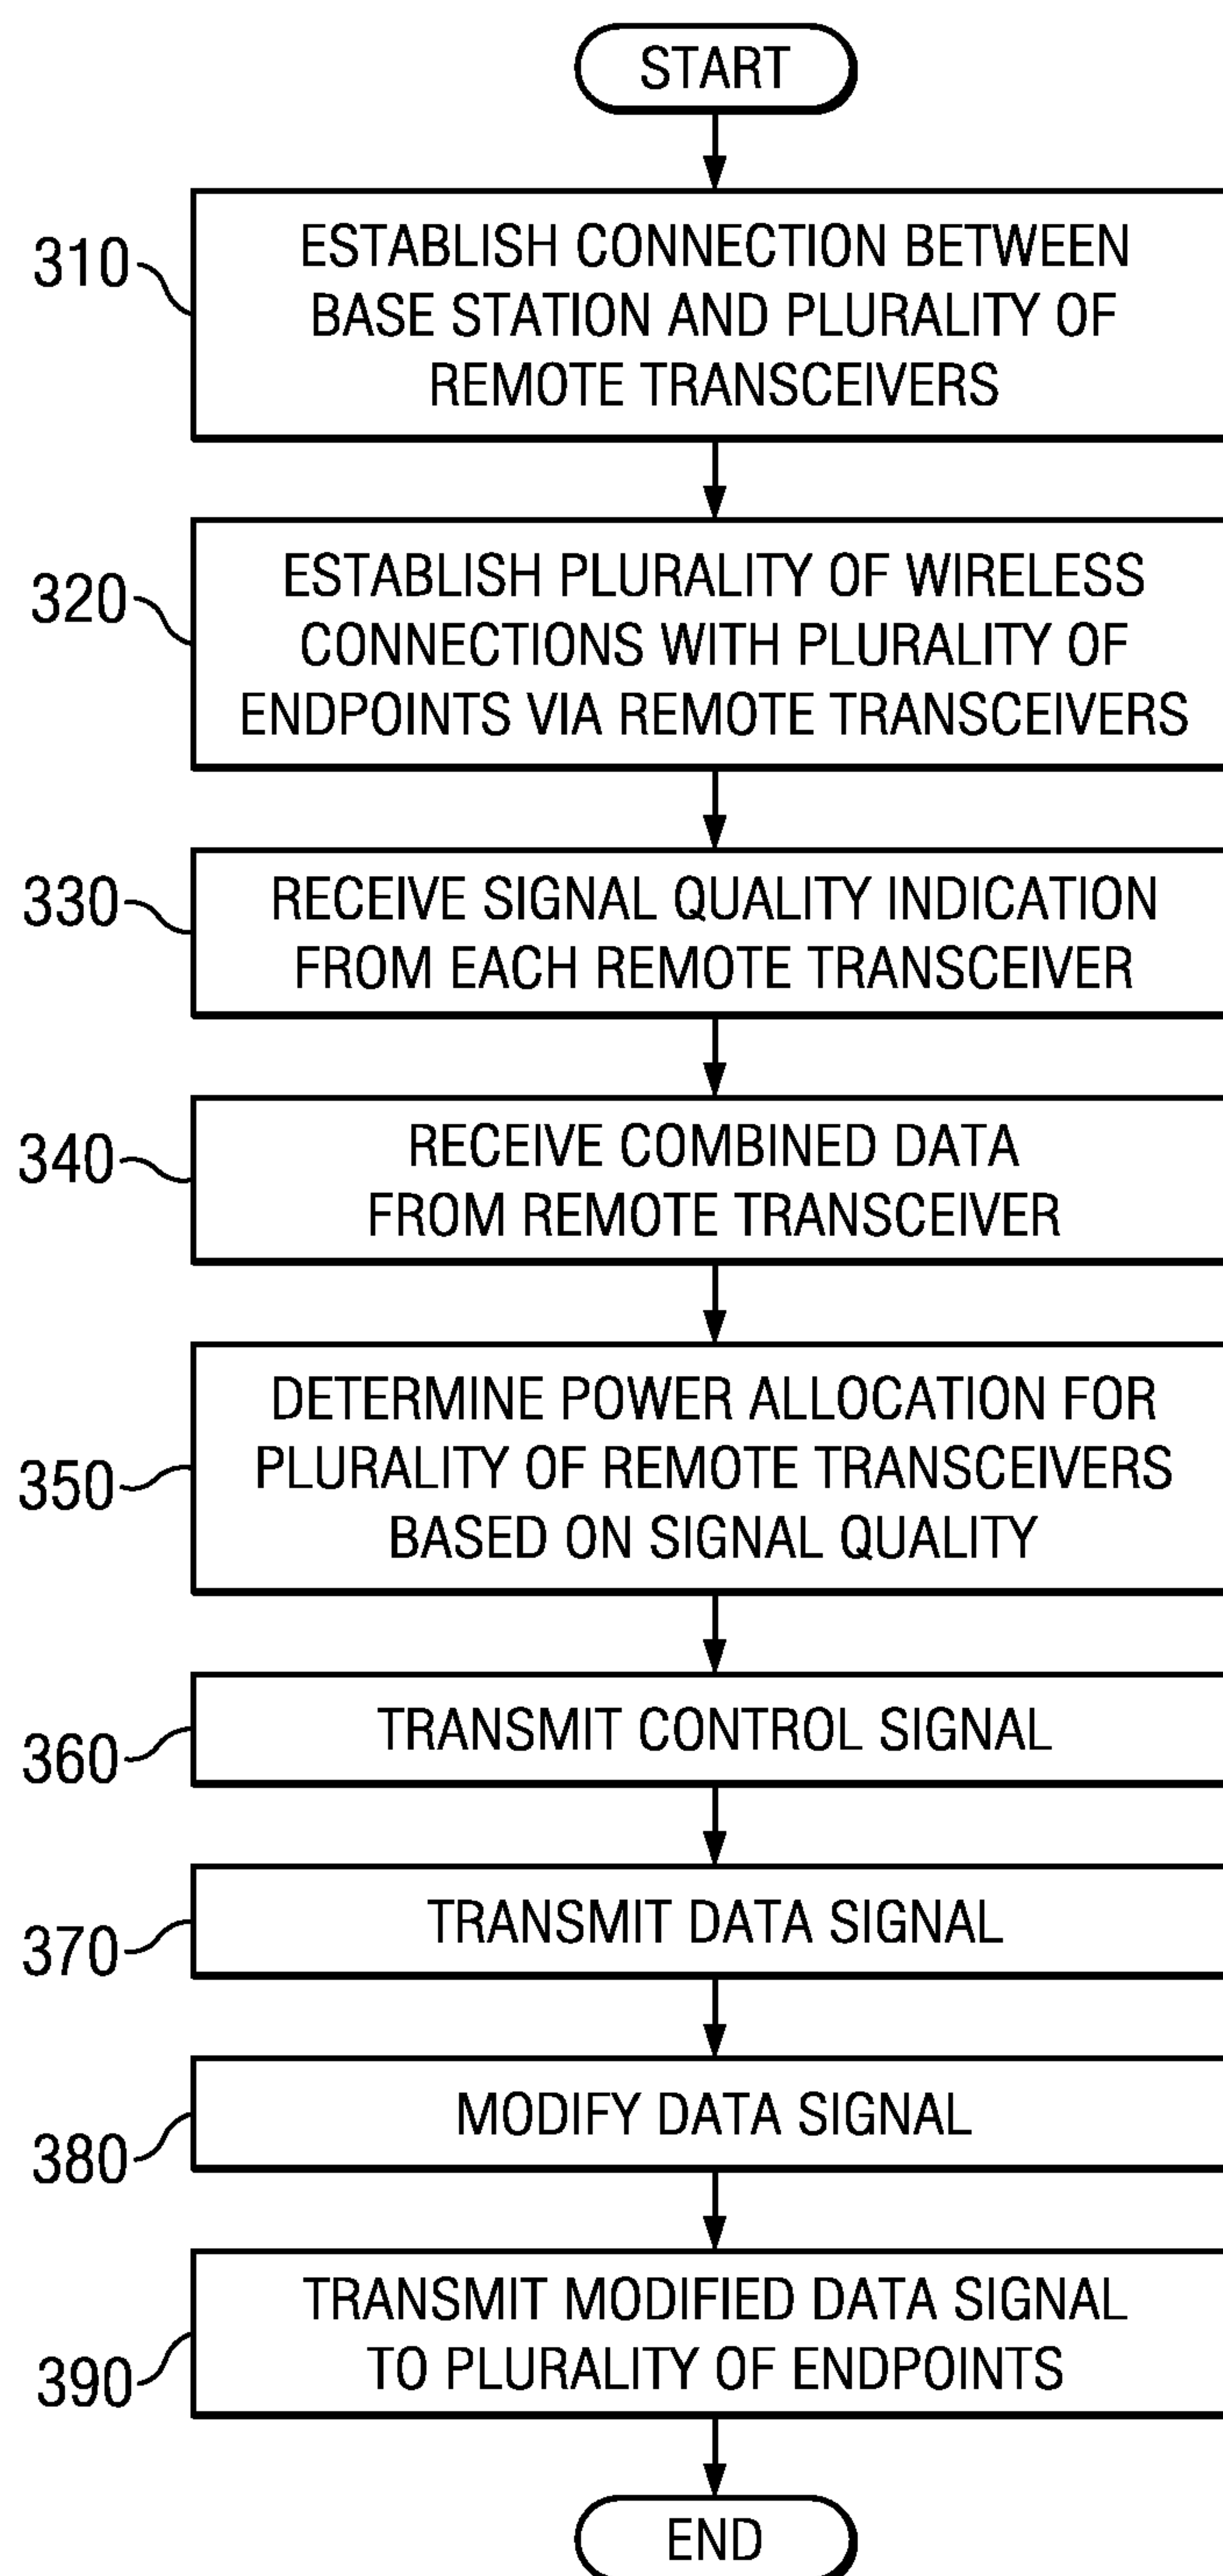 START
310
ESTABLISH CONNECTION BETWEEN
BASE STATION AND PLURALITY OF
REMOTE TRANSCEIVERS
320
ESTABLISH PLURALITY OF WIRELESS
CONNECTIONS WITH PLURALITY OF
ENDPOINTS VIA REMOTE TRANSCEIVERS
330
RECEIVE SIGNAL QUALITY INDICATION
FROM EACH REMOTE TRANSCEIVER
340
RECEIVE COMBINED DATA
FROM REMOTE TRANSCEIVER
350
DETERMINE POWER ALLOCATION FOR
PLURALITY OF REMOTE TRANSCEIVERS
BASED ON SIGNAL QUALITY
360
TRANSMIT CONTROL SIGNAL
370
TRANSMIT DATA SIGNAL
380
MODIFY DATA SIGNAL
390
TRANSMIT MODIFIED DATA SIGNAL
TO PLURALITY OF ENDPOINTS
END